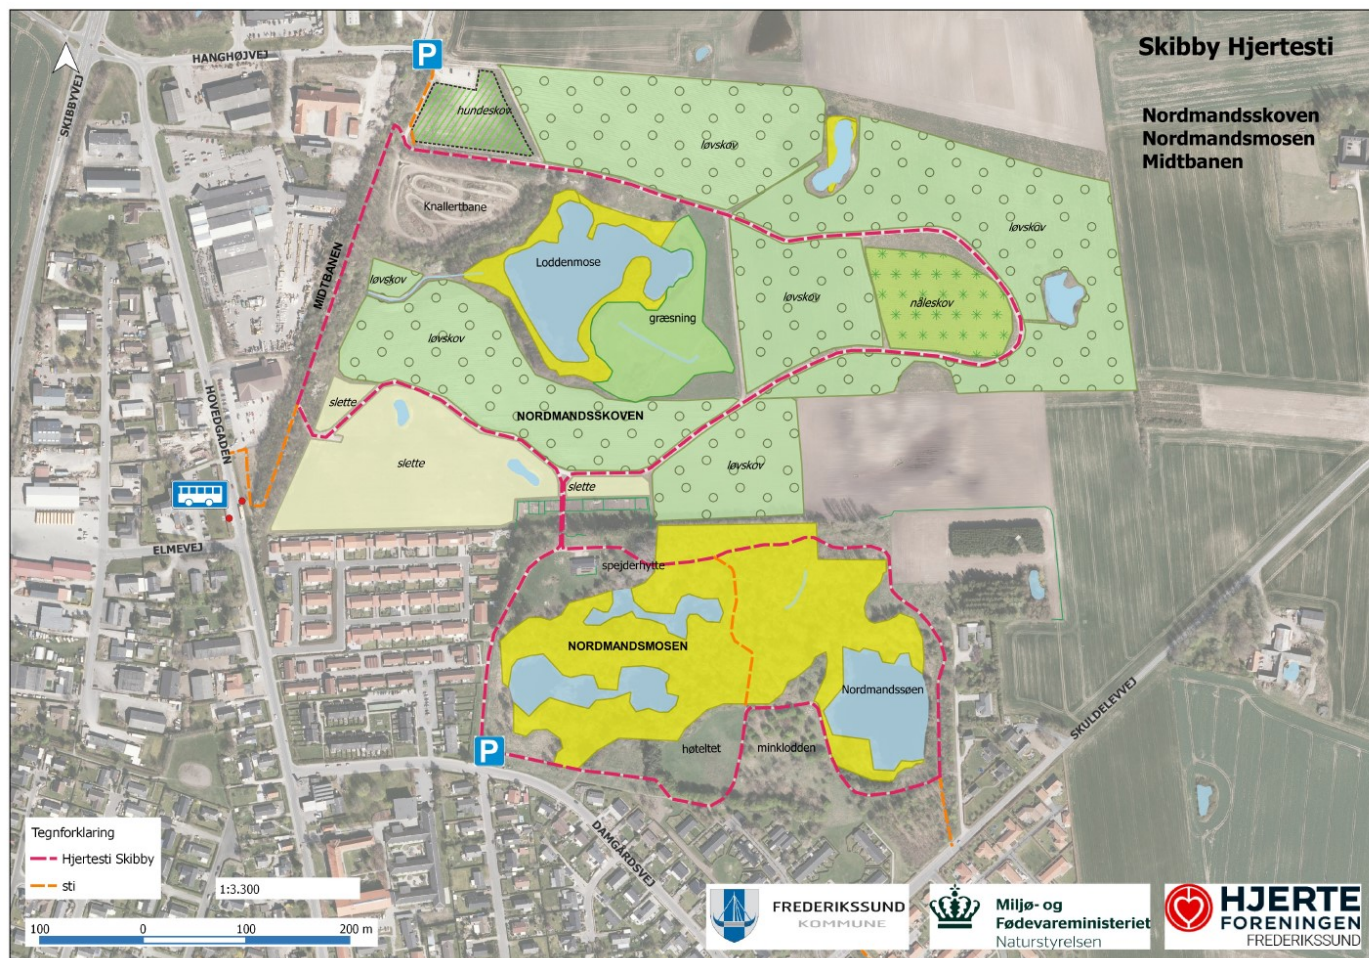 Skibby Hjertesti
Nordmandsskoven
Nordmandsmosen
Midtbanen
HANGHØJVEJ
P
SKIBBYVEJ
hundeskov
løvskov
Knallertbane
løvskov
MIDTBANEN
Loddenmose
løvskov
græsning
løvskov
nåleskov
løvskov
HOVEDGADEN
slette
NORDMANDSSKOVEN
slette
løvskov
slette
ELMEVEJ
spejderhytte
NORDMANDSMOSEN
Nordmandssøen
SKULDELEVVEJ
P
høteltet
minklodden
DAMGÅRDSVEJ
Tegnforklaring
Hjertesti Skibby
sti
1:3.300
100 0 100 200 m
FREDERIKSSUND
KOMMUNE
Miljø- og
Fødevareministeriet
Naturstyrelsen
HJERTE
FORENINGEN
FREDERIKSSUND